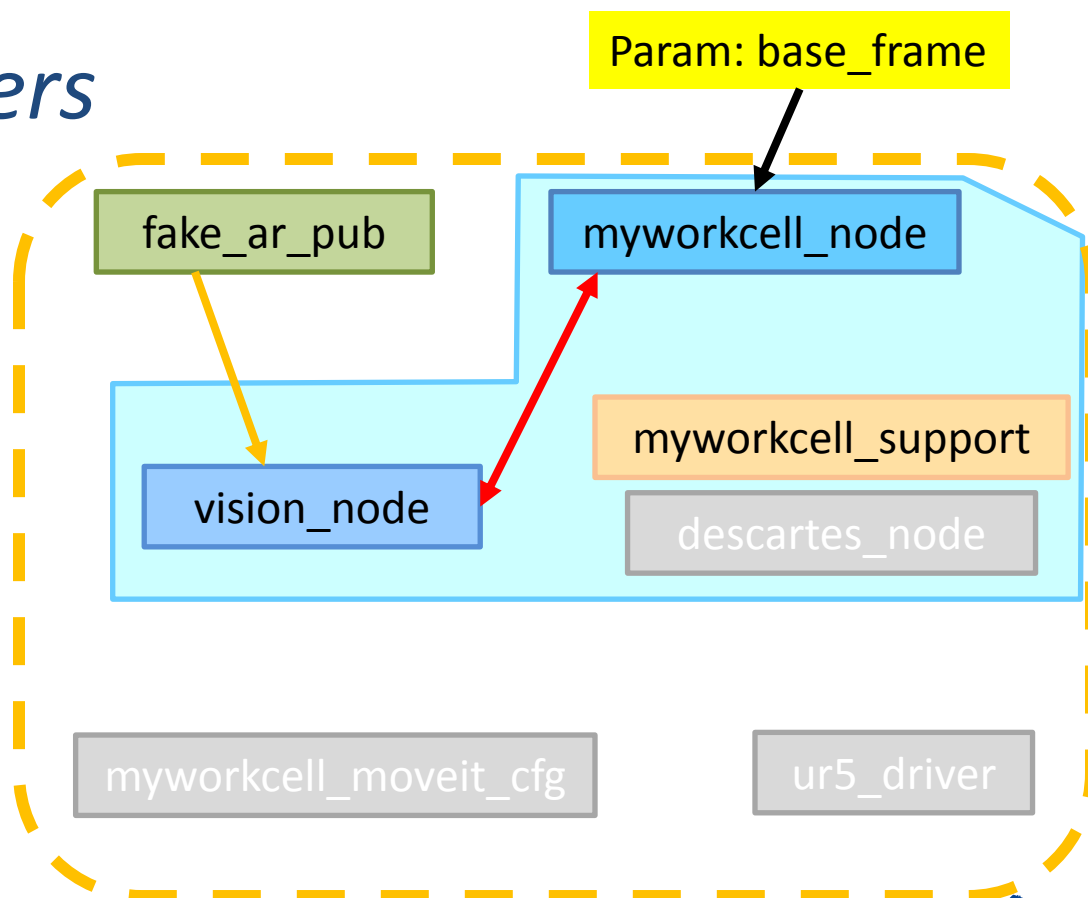 ers
Param: base_frame
fake_ar_pub
myworkcell_node
myworkcell_support
vision_node
descartes_node
myworkcell_moveit_cfg
ur5_driver